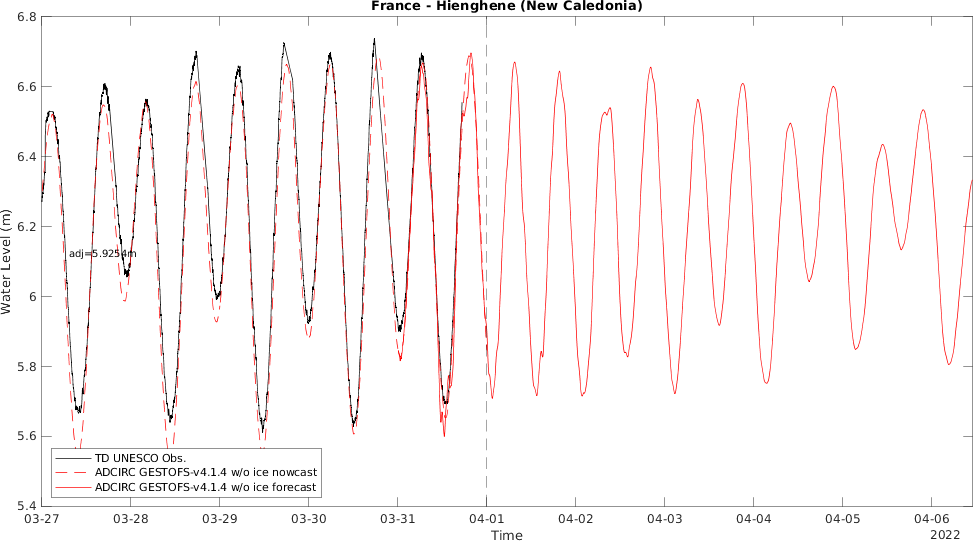 France - Hienghene (New Caledonia)
6.8
6.6
6.4
6.2
6
5.8
5.6
5.4
Water Level (m)
adj=5.9254m
TD UNESCO Obs.
ADCIRC GESTOFS-v4.1.4 w/o ice nowcast
ADCIRC GESTOFS-v4.1.4 w/o ice forecast
03-27 03-28 03-29 03-30 03-31 04-01 04-02 04-03 04-04 04-05 04-06
Time
2022